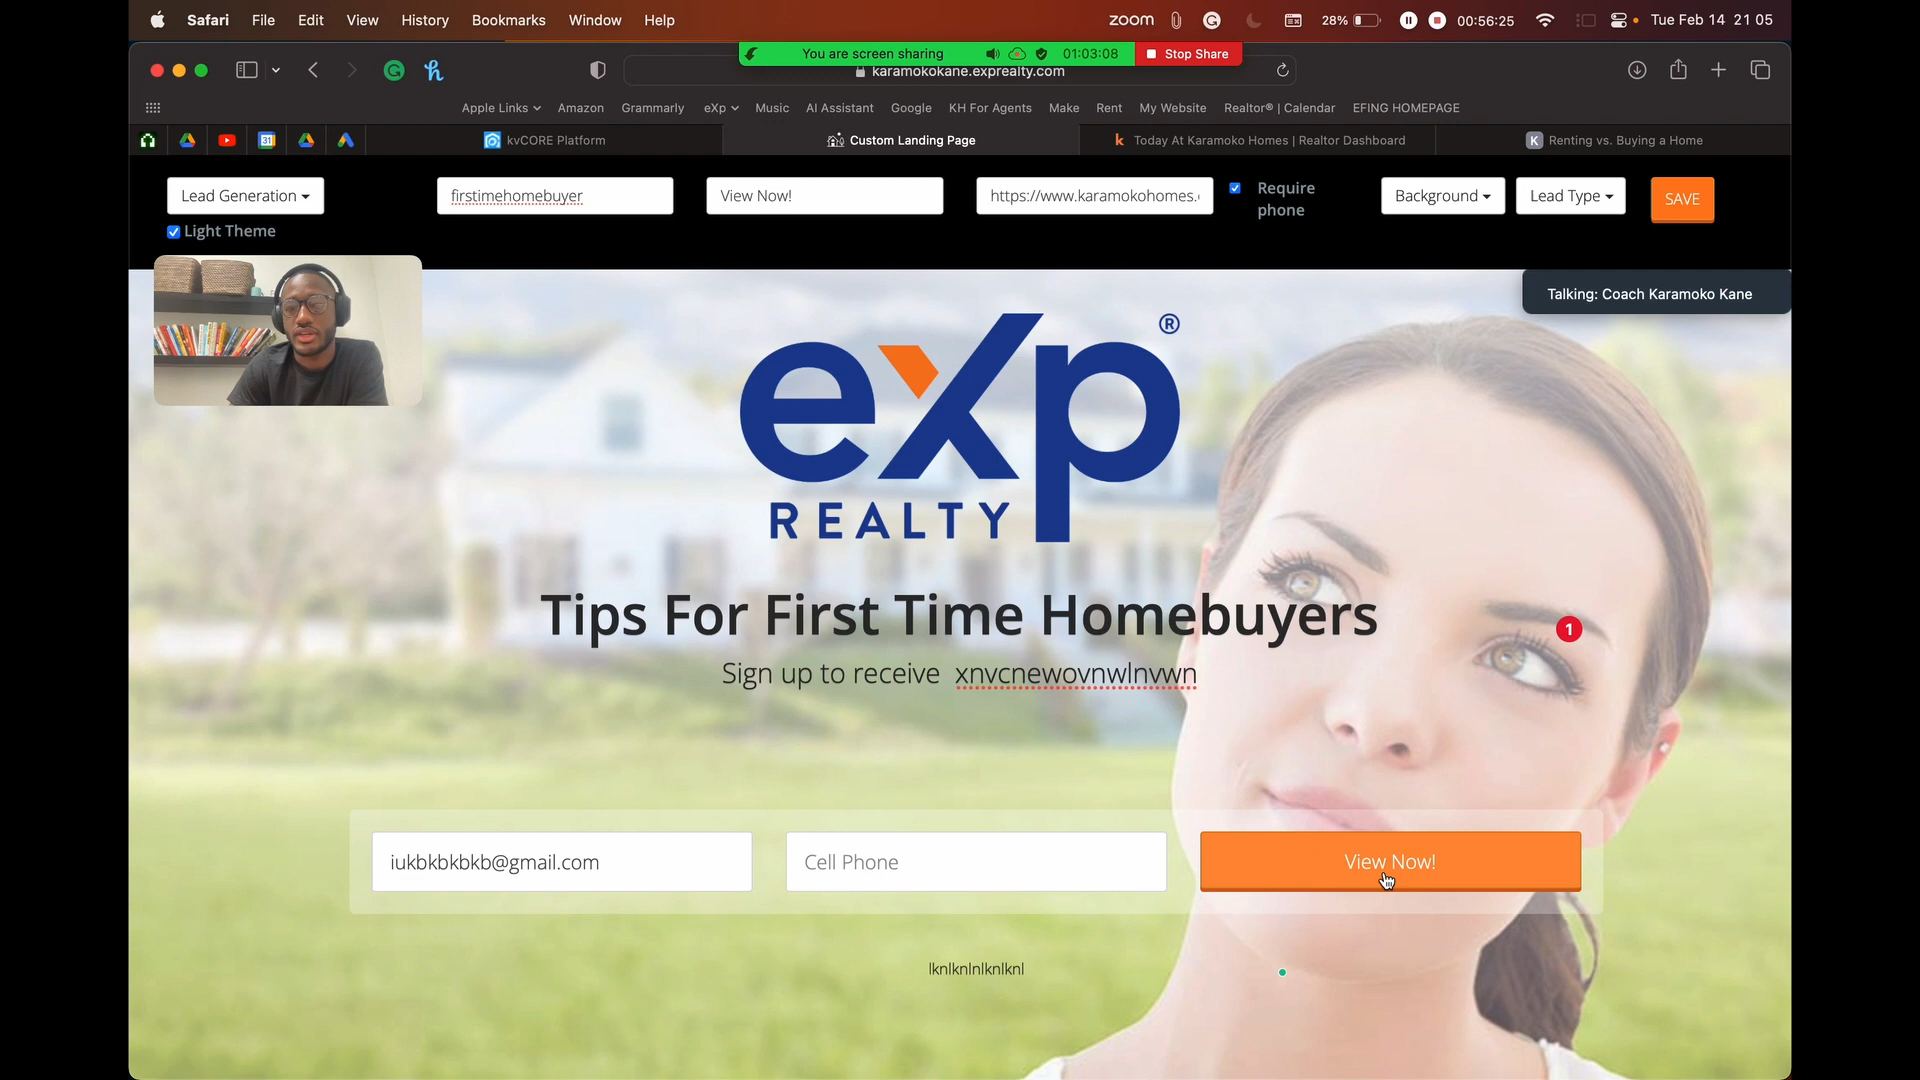 Safari File Edit View History Bookmarks Window Help zoom 28% 00:56:25 Tue Feb 14 21 05
You are screen sharing 01:03:08 Stop Share
karamokokane.exprealty.com
Apple Links Amazon Grammarly eXp Music AI Assistant Google KH For Agents Make Rent My Website Realtor® | Calendar EFING HOMEPAGE
31 kvCORE Platform Custom Landing Page k Today At Karamoko Homes | Realtor Dashboard K Renting vs. Buying a Home
Lead Generation firstimehomebuyer View Now! https://www.karamokohomes. Require phone Background Lead Type SAVE
Light Theme
Talking: Coach Karamoko Kane
eXp ®
REALTY
Tips For First Time Homebuyers
1
Sign up to receive xnvcnewovnwlnvwn
iukbkbkbkb@gmail.com Cell Phone View Now!
lknlknlnlknlknl